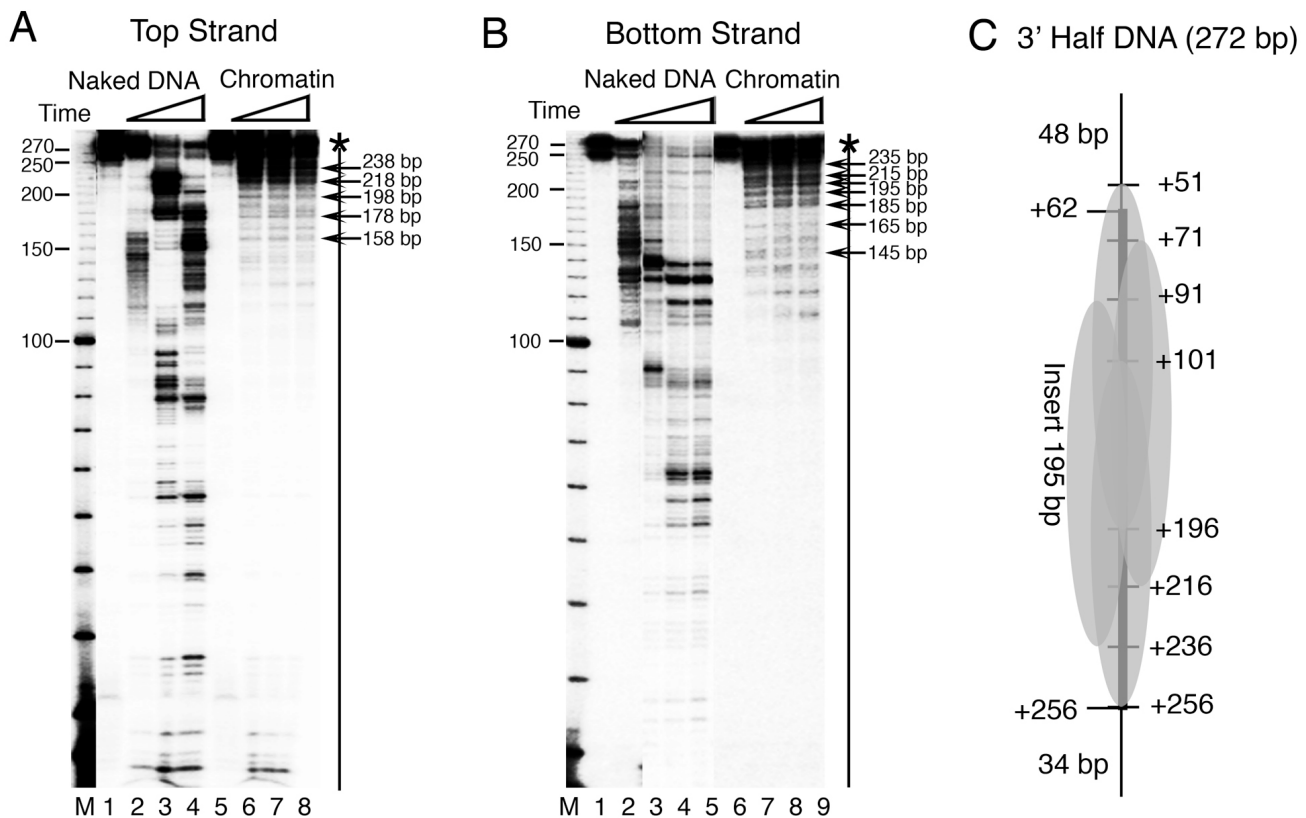 A
Top Strand
Naked DNA Chromatin
Time
270
250
200
150
100
*
238 bp
218 bp
198 bp
178 bp
158 bp
M 1 2 3 4 5 6 7 8
B
Bottom Strand
Naked DNA Chromatin
Time
270
250
200
150
100
*
235 bp
215 bp
195 bp
185 bp
165 bp
145 bp
M 1 2 3 4 5 6 7 8 9
C 3’ Half DNA (272 bp)
48 bp
+51
+62
+71
+91
+101
Insert 195 bp
+196
+216
+236
+256 +256
34 bp